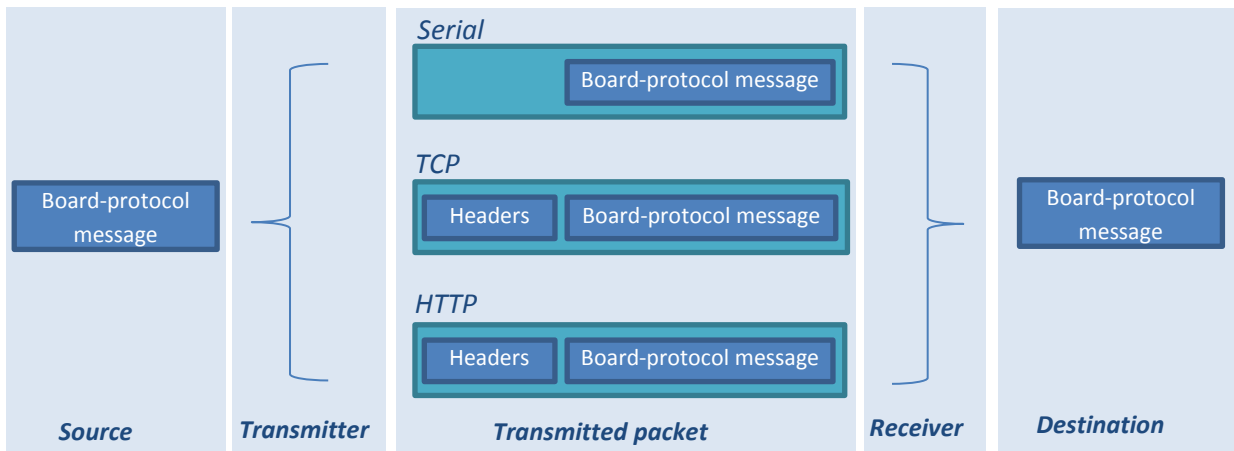 Serial
Board-protocol message
TCP
Board-protocol
message
Headers
Board-protocol message
Board-protocol
message
HTTP
Headers
Board-protocol message
Source
Transmitter
Transmitted packet
Receiver
Destination